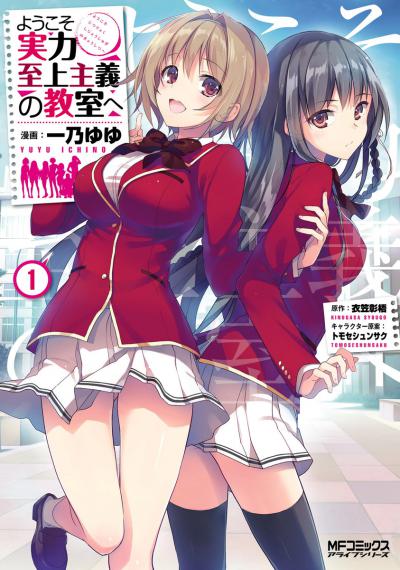 ようこそ
実力
至上主義
の教室へ
漫画：一乃ゆゆ
YUYU ICHINO
1
原作：衣笠彰梧
KINUGASA SYOUGO
キャラクター原案：
トモセシュンサク
TOMOSESHUNSAKU
MFコミックス
アライブシリーズ